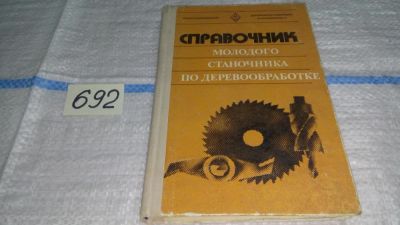 692
СПРАВОЧНИК
МОЛОДОГО
СТАНОЧНИКА
ПО ДЕРЕВООБРАБОТКЕ